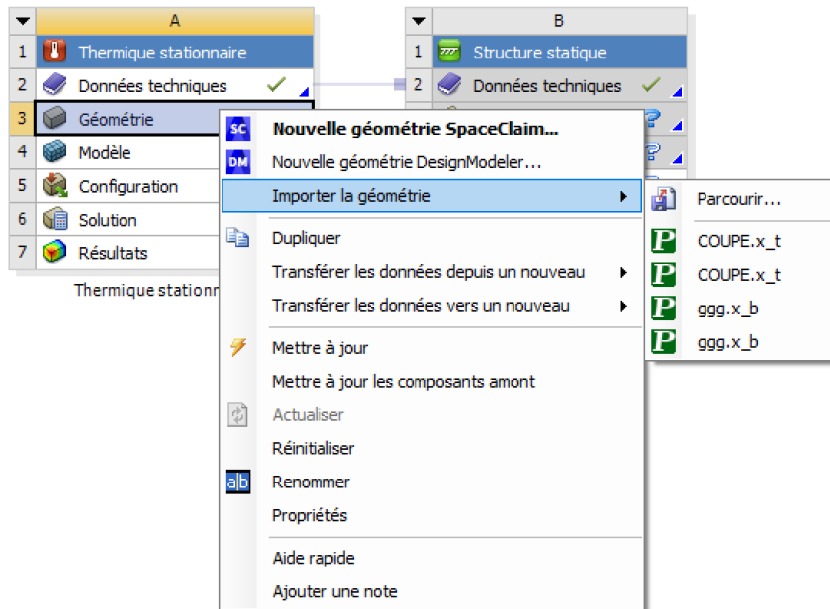 A
1 Thermique stationnaire
2 Données techniques
3 Géométrie
4 Modèle
5 Configuration
6 Solution
7 Résultats
Thermique stationn
B
1 Structure statique
2 Données techniques
SC Nouvelle géométrie SpaceClaim...
DM Nouvelle géométrie DesignModeler...
Importer la géométrie
Dupliquer
Transférer les données depuis un nouveau
Transférer les données vers un nouveau
Mettre à jour
Mettre à jour les composants amont
Actualiser
Réinitialiser
a|b Renommer
Propriétés
Aide rapide
Ajouter une note
Parcourir...
P COUPE.x_t
P COUPE.x_t
P ggg.x_b
P ggg.x_b